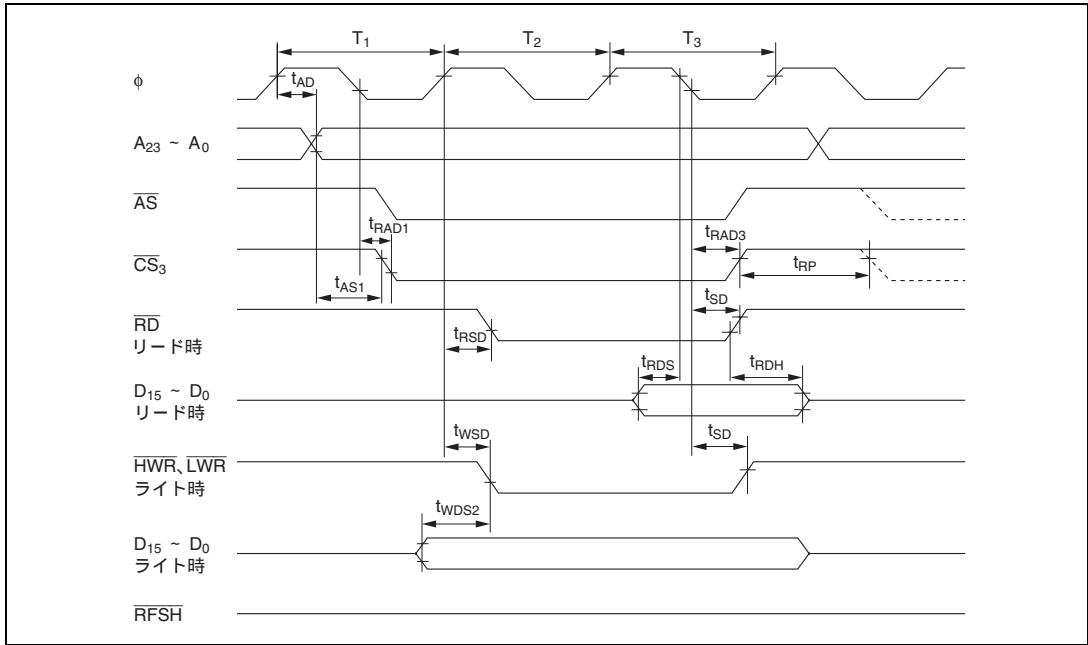 T1 T2 T3
φ
tAD
A23 ~ A0
AS
tRAD1 tRAD3
CS3
tAS1 tRP
RD
リード時
tRSD tSD
D15 ~ D0
リード時
tRDS tRDH
HWR、LWR
ライト時
tWSD tSD
tWDS2
D15 ~ D0
ライト時
RFSH